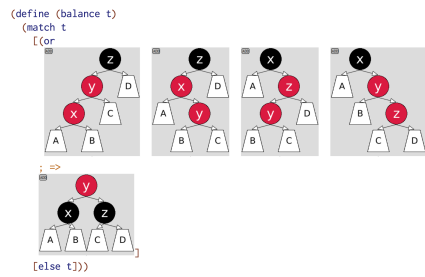 (define (balance t)
(match t
[(or
z
y D
x C
A B
z
x D
A y
B C
x
A z
y D
B C
x
A y
B z
C D
; =>
y
x z
A B C D
]
[else t]))